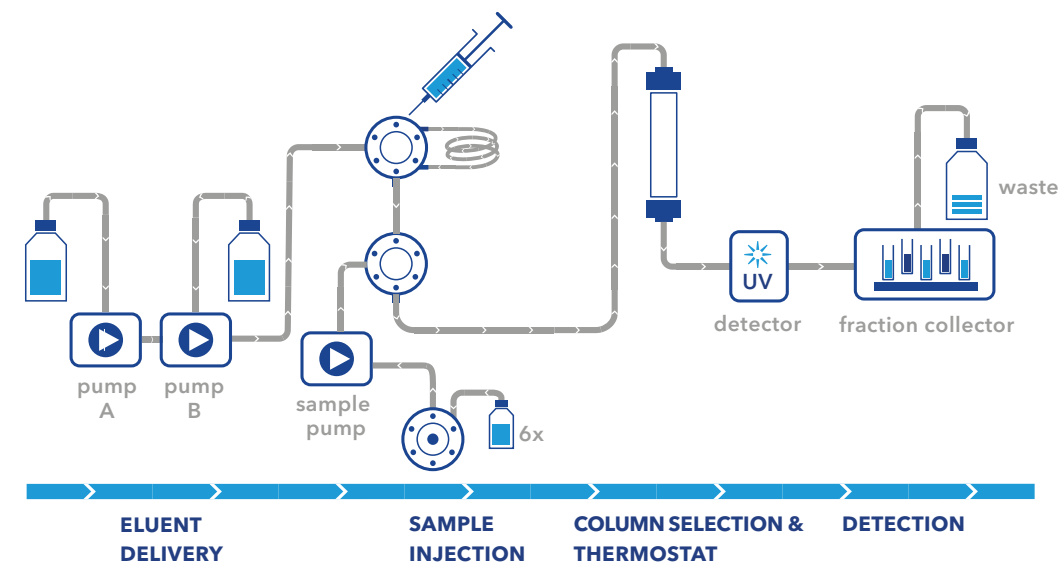 waste
UV
detector
fraction collector
pump
A
pump
B
sample
pump
6x
ELUENT
DELIVERY
SAMPLE
INJECTION
COLUMN SELECTION &
THERMOSTAT
DETECTION